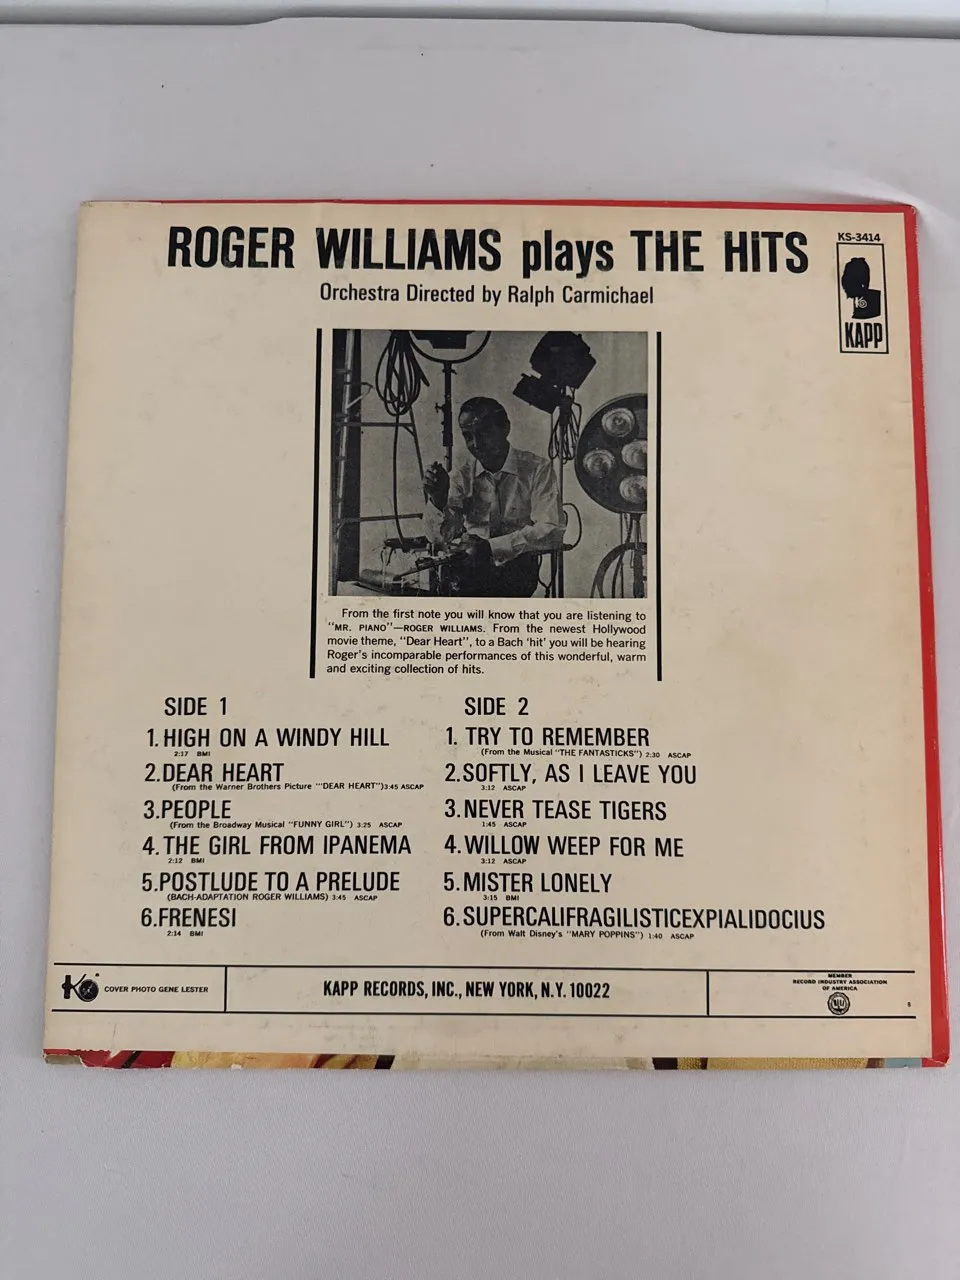 ROGER WILLIAMS plays THE HITS
Orchestra Directed by Ralph Carmichael
KS-3414
K
KAPP
From the first note you will know that you are listening to
"MR. PIANO"—ROGER WILLIAMS. From the newest Hollywood
movie theme, "Dear Heart", to a Bach 'hit' you will be hearing
Roger's incomparable performances of this wonderful, warm
and exciting collection of hits.
SIDE 1
1. HIGH ON A WINDY HILL
2:17 BMI
2. DEAR HEART
(From the Warner Brothers Picture "'DEAR HEART") 3:45 ASCAP
3. PEOPLE
(From the Broadway Musical "FUNNY GIRL") 3:25 ASCAP
4. THE GIRL FROM IPANEMA
2:12 BMI
5. POSTLUDE TO A PRELUDE
(BACH-ADAPTATION ROGER WILLIAMS) 3:45 ASCAP
6. FRENESI
2:14 BMI
SIDE 2
1. TRY TO REMEMBER
(From the Musical "THE FANTASTICKS") 2:30 ASCAP
2. SOFTLY, AS I LEAVE YOU
3:12 ASCAP
3. NEVER TEASE TIGERS
1:45 ASCAP
4. WILLOW WEEP FOR ME
3:12 ASCAP
5. MISTER LONELY
3:15 BMI
6. SUPERCALIFRAGILISTICEXPIALIDOCIUS
(From Walt Disney's "MARY POPPINS") 1:40 ASCAP
K
COVER PHOTO GENE LESTER
KAPP RECORDS, INC., NEW YORK, N.Y. 10022
MEMBER
RECORD INDUSTRY ASSOCIATION
OF AMERICA